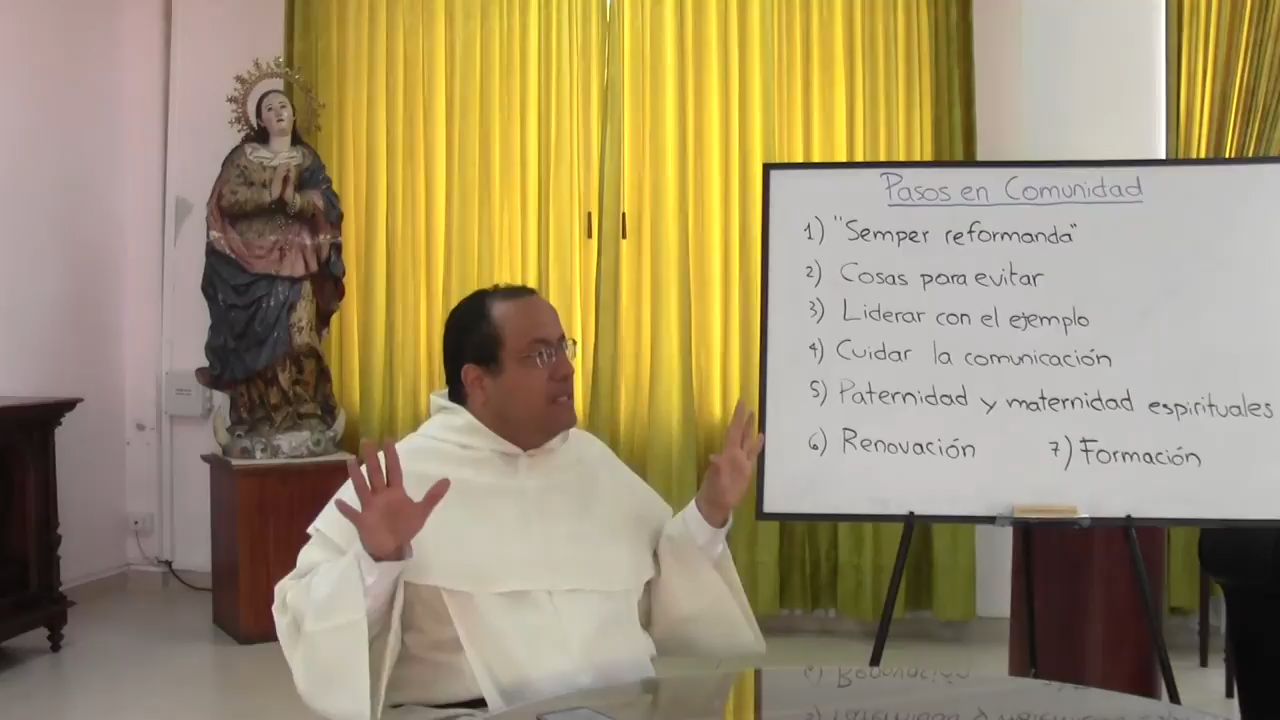 Pasos en Comunidad
1) "Semper reformanda"
2) Cosas para evitar
3) Liderar con el ejemplo
4) Cuidar la comunicación
5) Paternidad y maternidad espirituales
6) Renovación 7) Formación